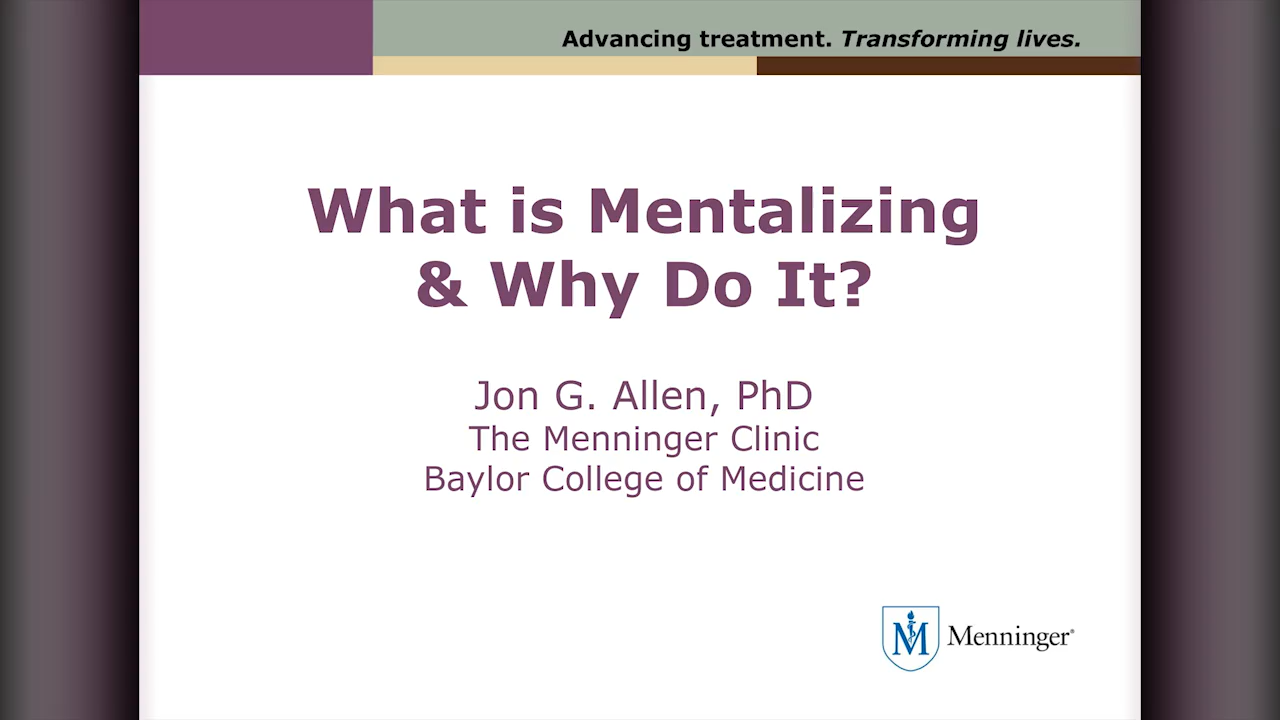 Advancing treatment. Transforming lives.
What is Mentalizing
& Why Do It?
Jon G. Allen, PhD
The Menninger Clinic
Baylor College of Medicine
M Menninger®